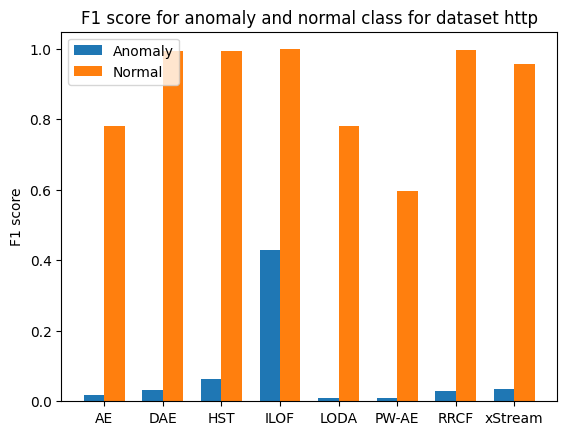 F1 score for anomaly and normal class for dataset http
Anomaly
Normal
F1 score
1.0
0.8
0.6
0.4
0.2
0.0
AE DAE HST ILOF LODA PW-AE RRCF xStream